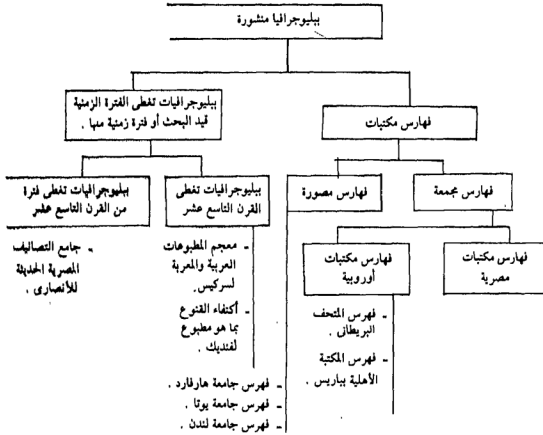 ببليوجرافيا منشورة
ببليوجرافيات تغطى الفترة الزمنية
قيد البحث أو فترة زمنية منها .
فهارس مكتبات
ببليوجرافيات تغطى فترة
من القرن التاسع عشر
ببليوجرافيات تغطى
القرن التاسع عشر
فهارس مصورة
فهارس مجمعة
ـ جامع التصاليف
المصرية الحديثة
للأنصارى .
ـ معجم المطبوعات
العربية والمعربة
لسركيس.
ـ أكتفاء القنوع
بما هو مطبوع
لفنديك .
فهارس مكتبات
أوروبية
فهارس مكتبات
مصرية
ـ فهرس المتحف
البريطانى .
ـ فهرس المكتبة
الأهلية بباريس .
ـ فهرس جامعة هارفارد .
ـ فهرس جامعة يوتا .
ـ فهرس جامعة لندن .